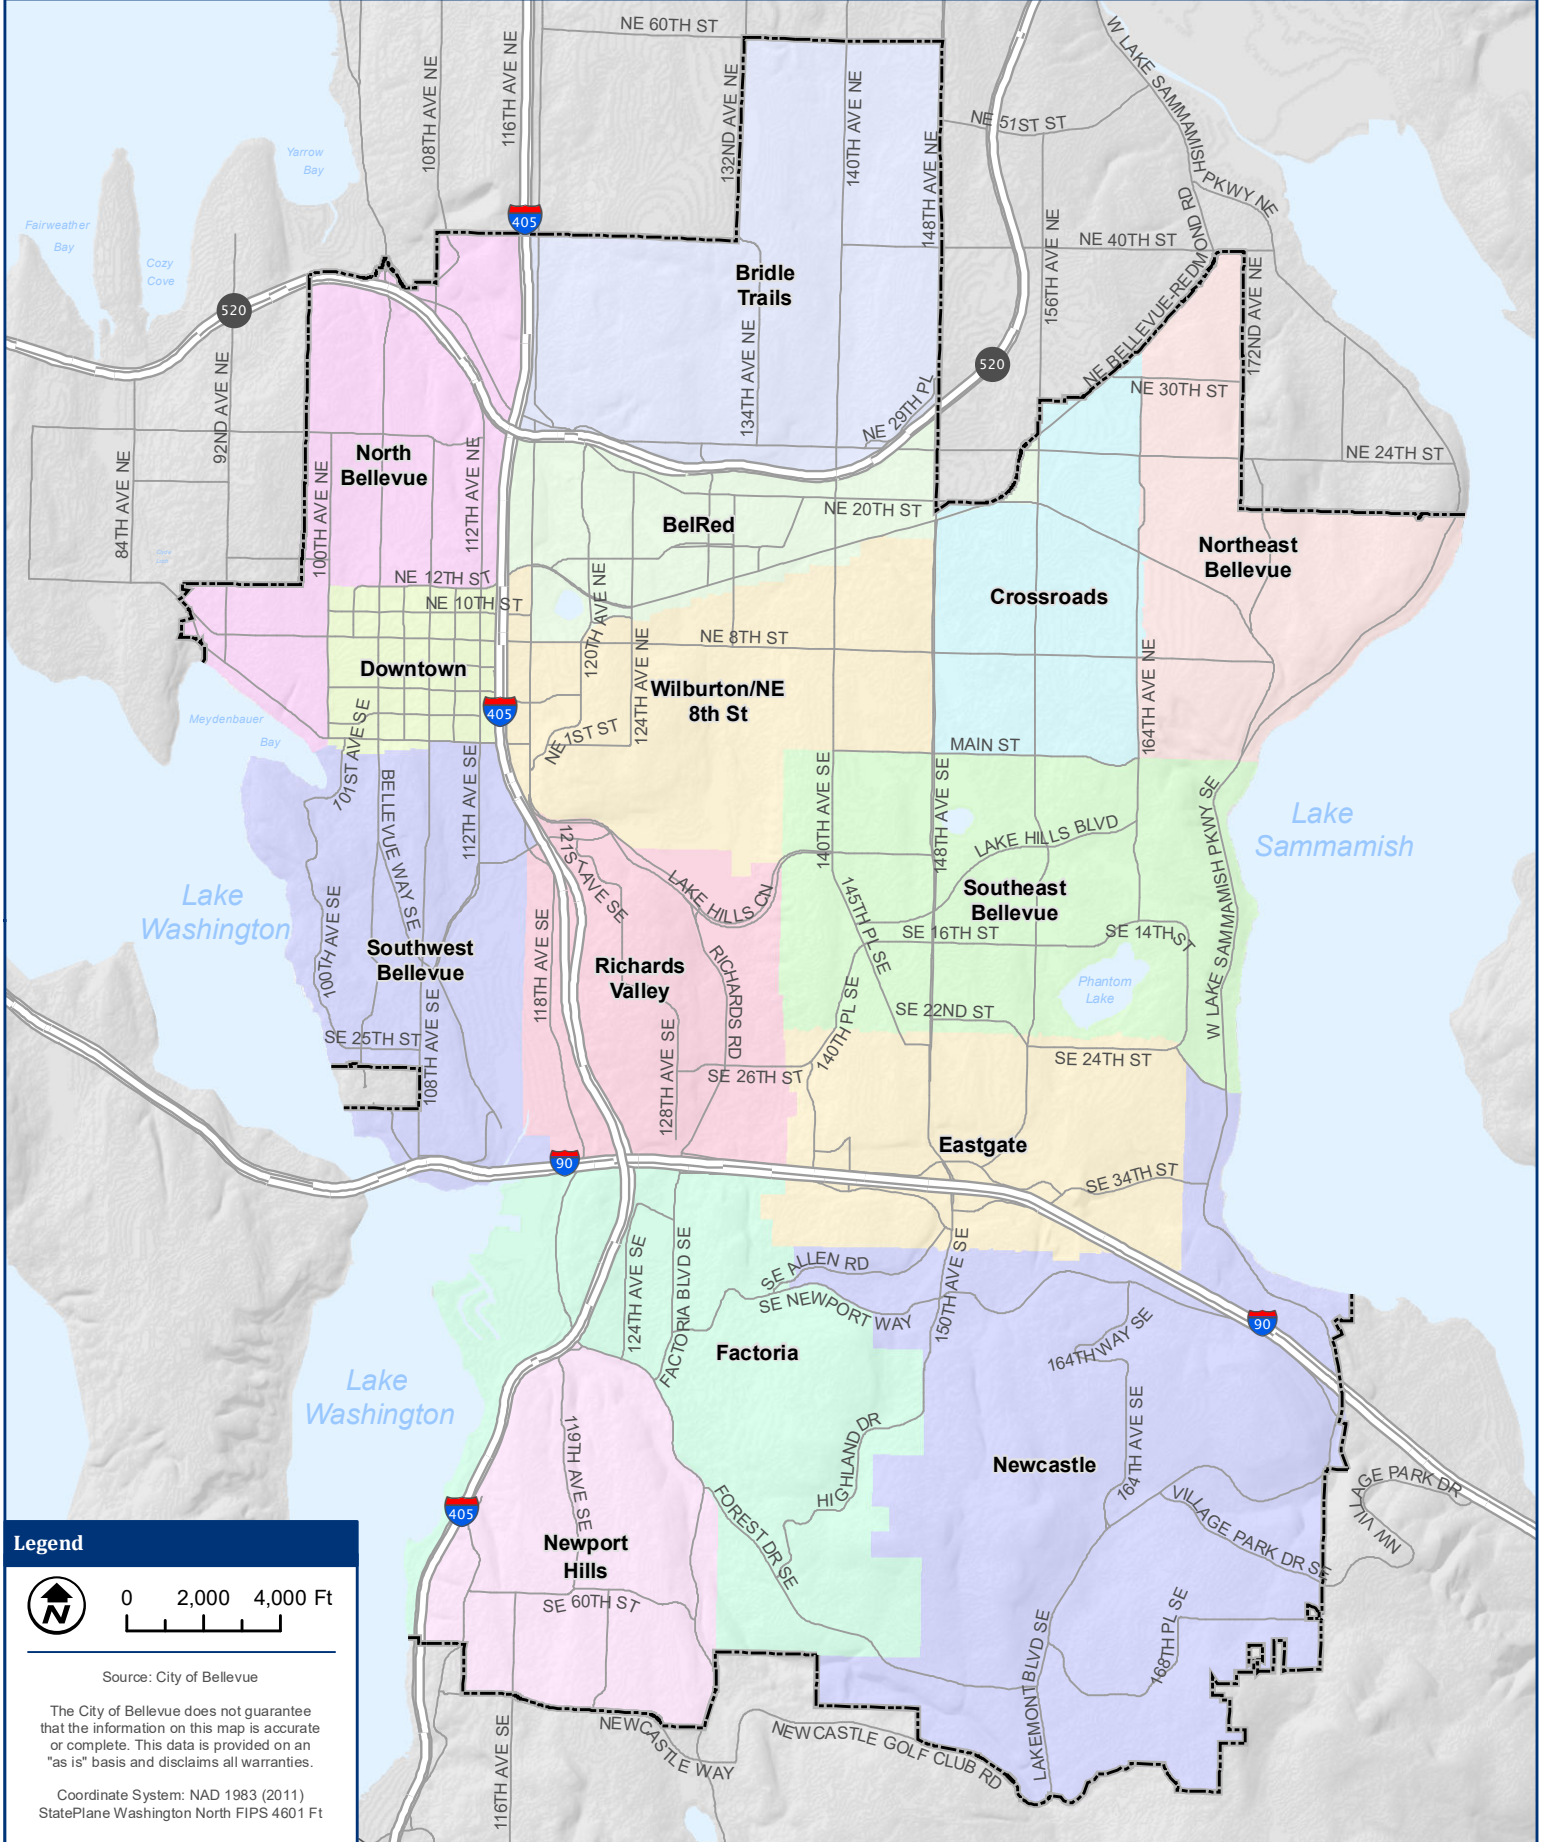 NE 60TH ST
116TH AVE NE
108TH AVE NE
132ND AVE NE
140TH AVE NE
148TH AVE NE
NE 51ST ST
W LAKE SAMMAMISH PKWY NE
Yarrow
Bay
Fairweather
Bay
Cozy
Cove
405
520
92ND AVE NE
84TH AVE NE
Bridle
Trails
134TH AVE NE
NE 29TH PL
520
156TH AVE NE
NE 40TH ST
NE BELLEVUE-REDMOND RD
172ND AVE NE
NE 30TH ST
NE 24TH ST
North
Bellevue
100TH AVE NE
112TH AVE NE
BelRed
NE 20TH ST
Northeast
Bellevue
Crossroads
NE 12TH ST
NE 10TH ST
120TH AVE NE
124TH AVE NE
NE 8TH ST
Downtown
Wilburton/NE
8th St
164TH AVE NE
405
NE 1ST ST
MAIN ST
Meydenbauer
Bay
101ST AVE SE
BELLEVUE WAY SE
112TH AVE SE
121ST AVE SE
140TH AVE SE
148TH AVE SE
LAKE HILLS BLVD
W LAKE SAMMAMISH PKWY SE
Lake
Sammamish
Lake
Washington
100TH AVE SE
Southwest
Bellevue
118TH AVE SE
Richards
Valley
LAKE HILLS CN
RICHARDS RD
145TH PL SE
Southeast
Bellevue
SE 16TH ST
SE 14TH ST
Phantom
Lake
SE 22ND ST
SE 24TH ST
SE 25TH ST
108TH AVE SE
128TH AVE SE
SE 26TH ST
140TH PL SE
Eastgate
SE 34TH ST
90
124TH AVE SE
FACTORIA BLVD SE
SE ALLEN RD
SE NEWPORT WAY
150TH AVE SE
Factoria
164TH WAY SE
90
Lake
Washington
119TH AVE SE
HIGHLAND DR
Newcastle
164TH AVE SE
VILLAGE PARK DR SE
NW VILLAGE PARK DR
405
Newport
Hills
FOREST DR SE
SE 60TH ST
LAKEMONT BLVD SE
168TH PL SE
116TH AVE SE
NEWCASTLE WAY
NEWCASTLE GOLF CLUB RD
Legend
N
0 2,000 4,000 Ft
Source: City of Bellevue
The City of Bellevue does not guarantee
that the information on this map is accurate
or complete. This data is provided on an
"as is" basis and disclaims all warranties.
Coordinate System: NAD 1983 (2011)
StatePlane Washington North FIPS 4601 Ft